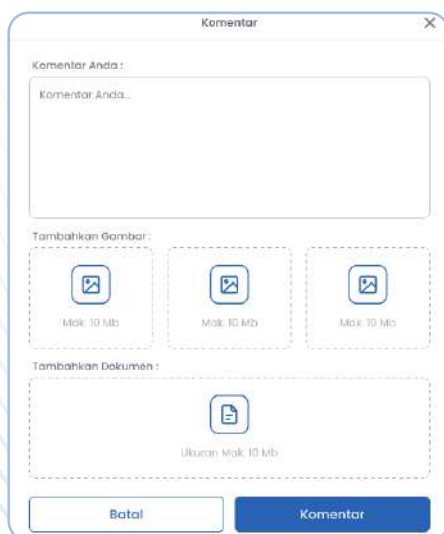 Komentar
Komentar Anda :
Komentar Anda...
Tambahkan Gambar :
Mak. 10 Mb Mak. 10 Mb Mak. 10 Mb
Tambahkan Dokumen :
Ukuran Mak. 10 Mb
Batal Komentar